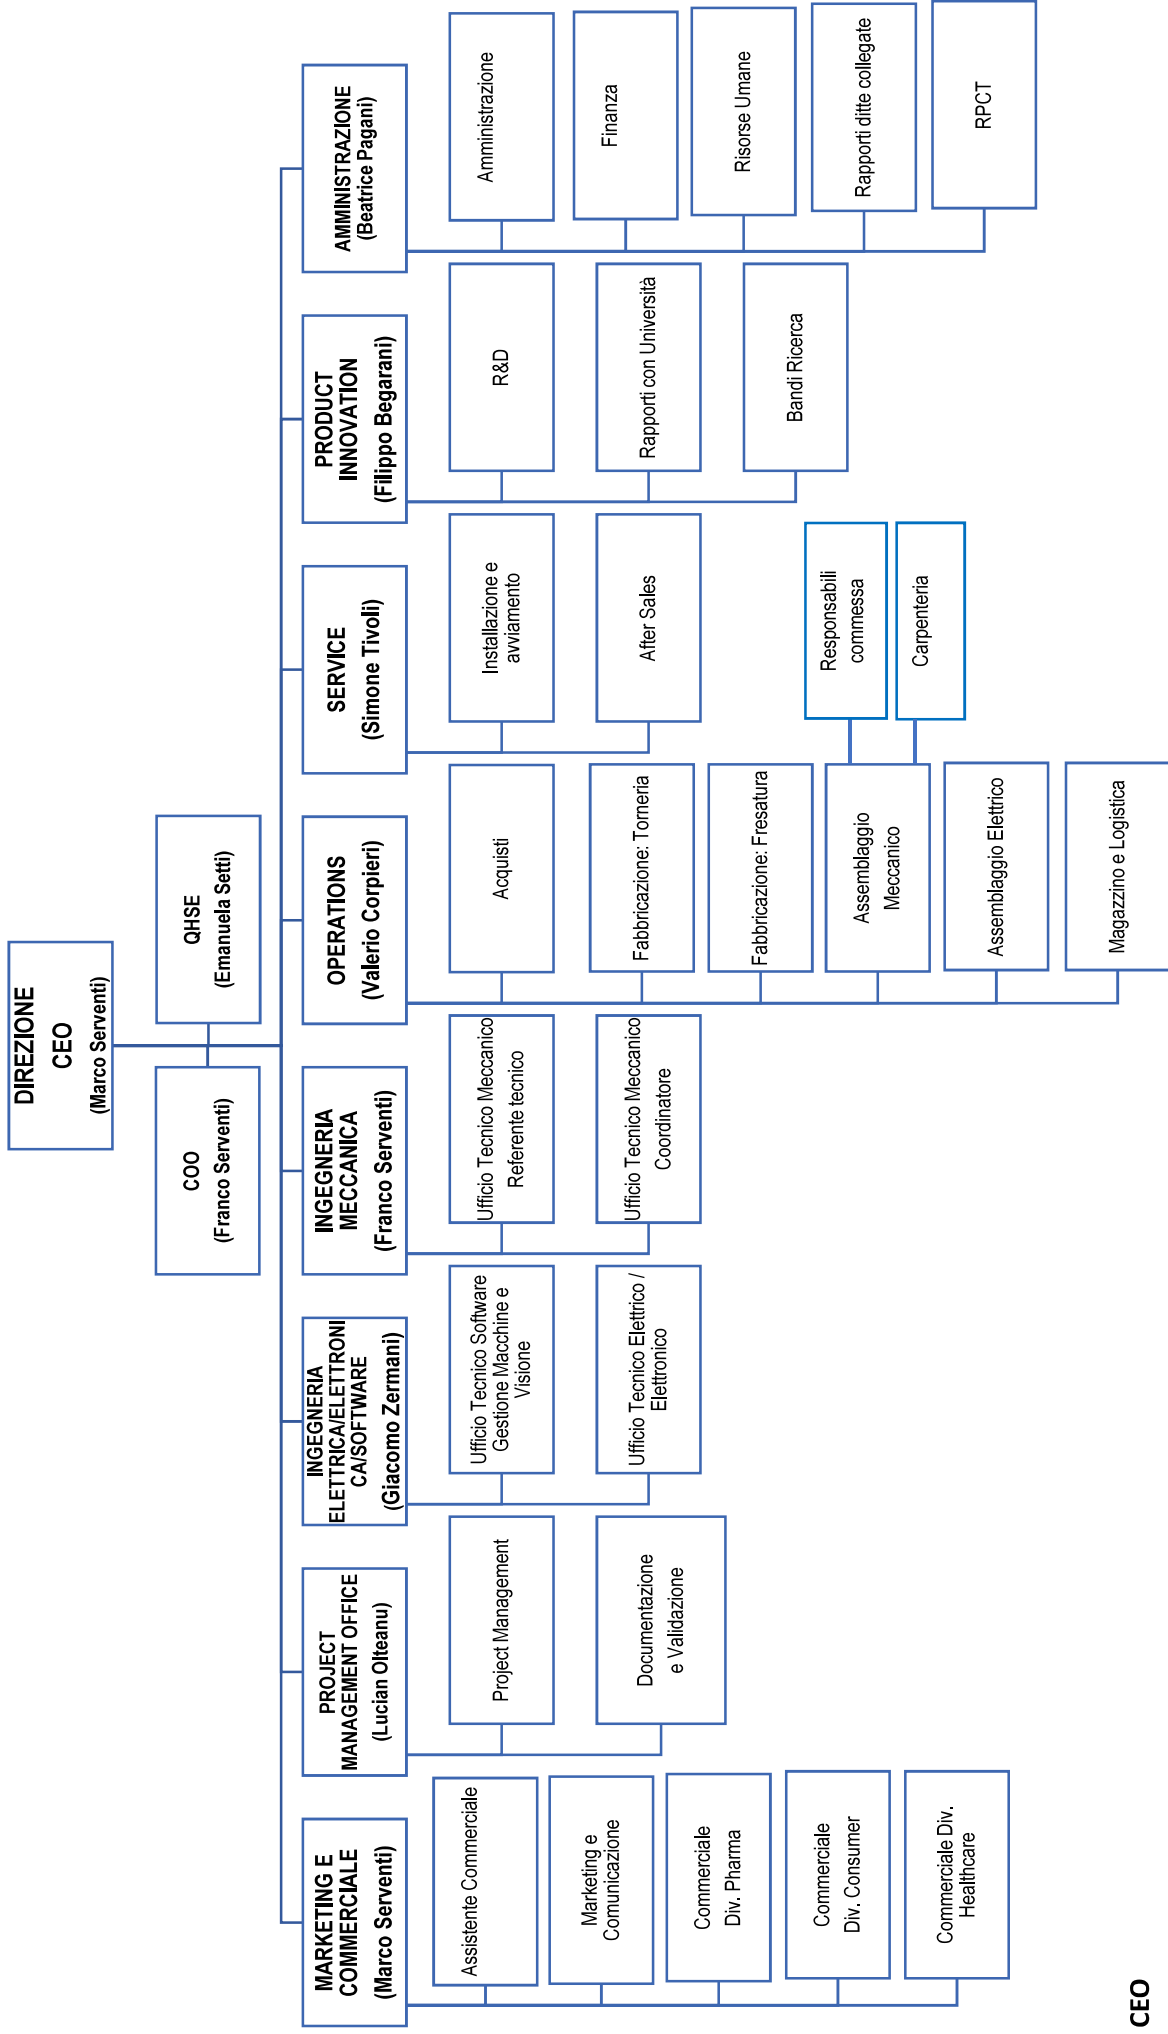 DIREZIONE
CEO
(Marco Serventi)
COO
(Franco Serventi)
QHSE
(Emanuela Setti)
MARKETING E
COMMERCIALE
(Marco Serventi)
Assistente Commerciale
Marketing e
Comunicazione
Commerciale
Div. Pharma
Commerciale
Div. Consumer
Commerciale Div.
Healthcare
PROJECT
MANAGEMENT OFFICE
(Lucian Olteanu)
Project Management
Documentazione
e Validazione
INGEGNERIA
ELETTRICA/ELETTRONI
CA/SOFTWARE
(Giacomo Zermani)
Ufficio Tecnico Software
Gestione Macchine e
Visione
Ufficio Tecnico Elettrico /
Elettronico
INGEGNERIA
MECCANICA
(Franco Serventi)
Ufficio Tecnico Meccanico
Referente tecnico
Ufficio Tecnico Meccanico
Coordinatore
OPERATIONS
(Valerio Corpieri)
Acquisti
Fabbricazione: Torneria
Fabbricazione: Fresatura
Assemblaggio
Meccanico
Responsabili
commessa
Carpenteria
Assemblaggio Elettrico
Magazzino e Logistica
SERVICE
(Simone Tivoli)
Installazione e
avviamento
After Sales
PRODUCT
INNOVATION
(Filippo Begarani)
R&D
Rapporti con Università
Bandi Ricerca
AMMINISTRAZIONE
(Beatrice Pagani)
Amministrazione
Finanza
Risorse Umane
Rapporti ditte collegate
RPCT
CEO